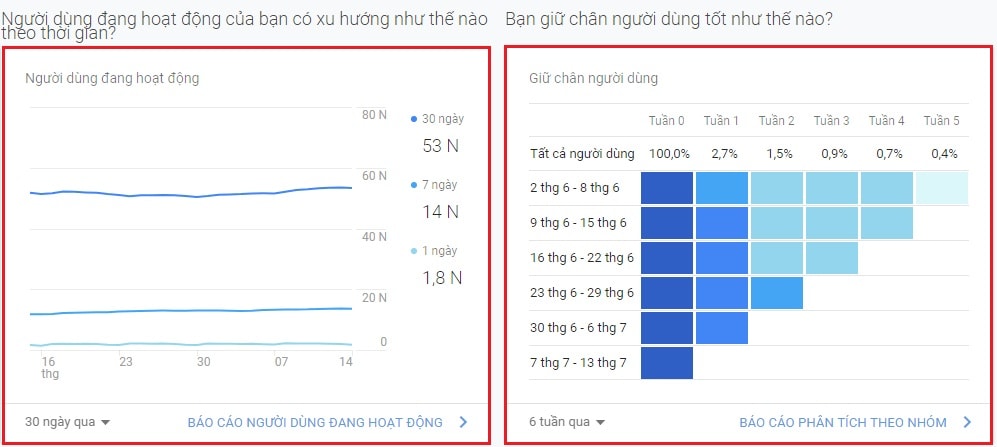 Người dùng đang hoạt động của bạn có xu hướng như thế nào
theo thời gian?
Người dùng đang hoạt động
80 N
60 N
40 N
20 N
0
16
thg
23
30
07
14
30 ngày
53 N
7 ngày
14 N
1 ngày
1,8 N
30 ngày qua
BÁO CÁO NGƯỜI DÙNG ĐANG HOẠT ĐỘNG
Bạn giữ chân người dùng tốt như thế nào?
Giữ chân người dùng
Tuần 0 Tuần 1 Tuần 2 Tuần 3 Tuần 4 Tuần 5
Tất cả người dùng 100,0% 2,7% 1,5% 0,9% 0,7% 0,4%
2 thg 6 - 8 thg 6
9 thg 6 - 15 thg 6
16 thg 6 - 22 thg 6
23 thg 6 - 29 thg 6
30 thg 6 - 6 thg 7
7 thg 7 - 13 thg 7
6 tuần qua
BÁO CÁO PHÂN TÍCH THEO NHÓM